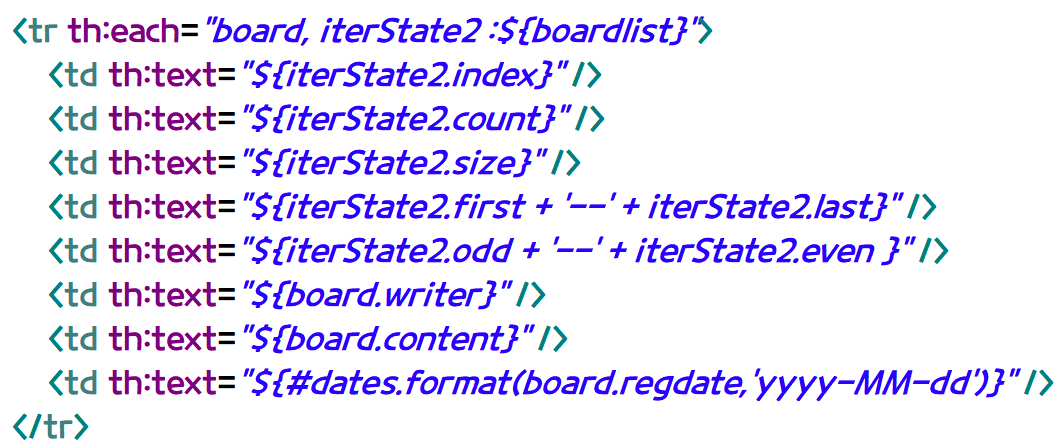 <tr th:each="board, iterState2 :${boardlist}">
<td th:text="${iterState2.index}" />
<td th:text="${iterState2.count}" />
<td th:text="${iterState2.size}" />
<td th:text="${iterState2.first + '--' + iterState2.last}" />
<td th:text="${iterState2.odd + '--' + iterState2.even }" />
<td th:text="${board.writer}" />
<td th:text="${board.content}" />
<td th:text="${#dates.format(board.regdate,'yyyy-MM-dd')}" />
</tr>